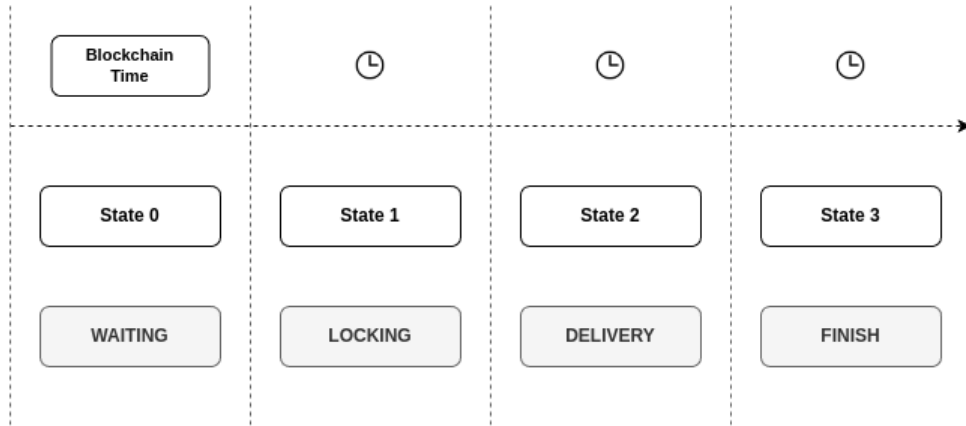 Blockchain
Time
State 0
State 1
State 2
State 3
WAITING
LOCKING
DELIVERY
FINISH